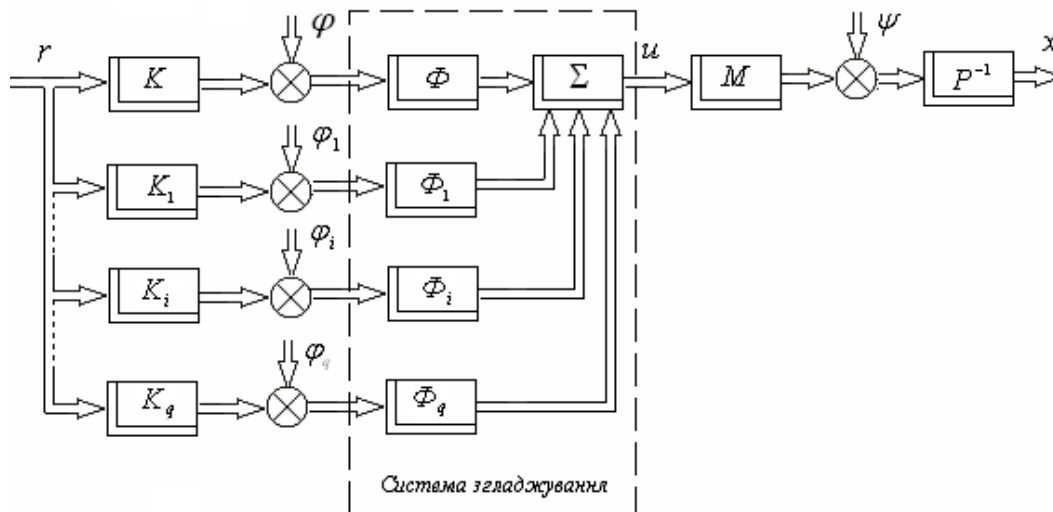 r K φ Φ Σ u M ψ P⁻¹ x
K₁ φ₁ Φ₁
Kᵢ φᵢ Φᵢ
K_q φ_q Φ_q
Система згладжування